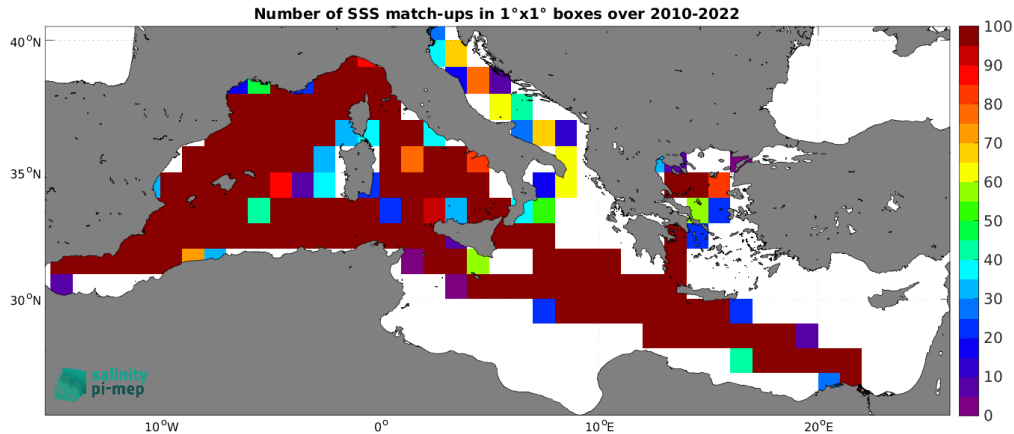 Number of SSS match-ups in 1°x1° boxes over 2010-2022
40°N
35°N
30°N
10°W
0°
10°E
20°E
100
90
80
70
60
50
40
30
20
10
0
salinity
pi-mep